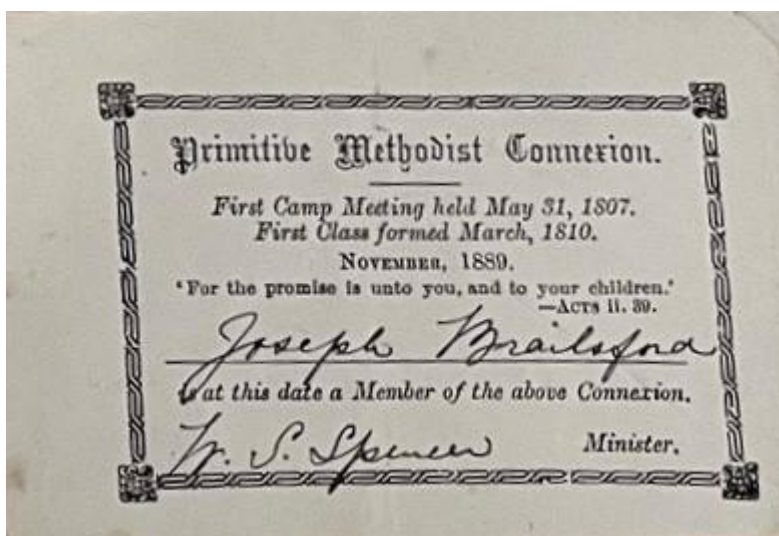 Primitive Methodist Connexion.
First Camp Meeting held May 31, 1807.
First Class formed March, 1810.
NOVEMBER, 1889.
‘For the promise is unto you, and to your children.’
—ACTS ii. 39.
Joseph Brailsford
is at this date a Member of the above Connexion.
W. S. Spencer Minister.